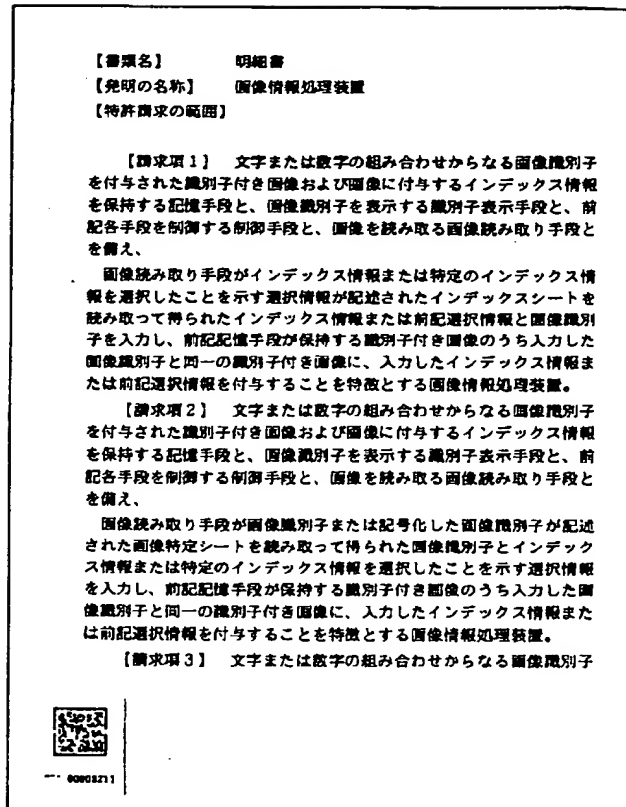 【書類名】 明細書
【発明の名称】 画像情報処理装置
【特許請求の範囲】
【請求項1】 文字または数字の組み合わせからなる画像識別子
を付与された識別子付き画像および画像に付与するインデックス情報
を保持する記憶手段と、画像識別子を表示する識別子表示手段と、前
記各手段を制御する制御手段と、画像を読み取る画像読み取り手段と
を備え、
画像読み取り手段がインデックス情報または特定のインデックス情
報を選択したことを示す選択情報が記述されたインデックスシートを
読み取って得られたインデックス情報または前記選択情報と画像識別
子を入力し、前記記憶手段が保持する識別子付き画像のうち入力した
画像識別子と同一の識別子付き画像に、入力したインデックス情報ま
たは前記選択情報を付与することを特徴とする画像情報処理装置。
【請求項2】 文字または数字の組み合わせからなる画像識別子
を付与された識別子付き画像および画像に付与するインデックス情報
を保持する記憶手段と、画像識別子を表示する識別子表示手段と、前
記各手段を制御する制御手段と、画像を読み取る画像読み取り手段と
を備え、
画像読み取り手段が画像識別子または記号化した画像識別子が記述
された画像特定シートを読み取って得られた画像識別子とインデック
ス情報または特定のインデックス情報を選択したことを示す選択情報
を入力し、前記記憶手段が保持する識別子付き画像のうち入力した画
像識別子と同一の識別子付き画像に、入力したインデックス情報また
は前記選択情報を付与することを特徴とする画像情報処理装置。
【請求項3】 文字または数字の組み合わせからなる画像識別子